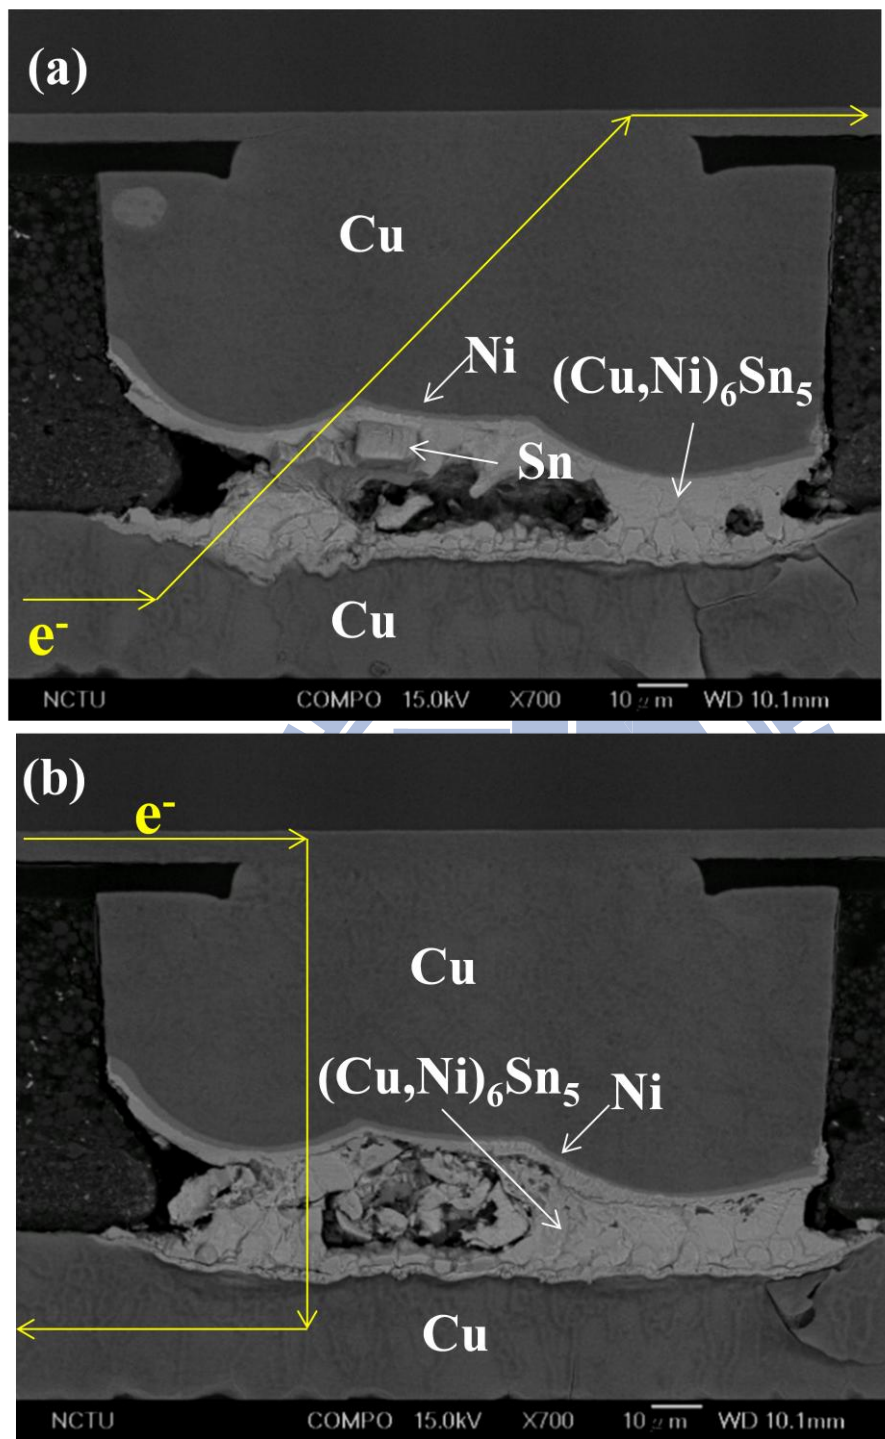 (a)
Cu
Ni
(Cu,Ni)₆Sn₅
Sn
e⁻
Cu
NCTU COMPO 15.0kV X700 10μm WD 10.1mm
(b)
e⁻
Cu
(Cu,Ni)₆Sn₅
Ni
Cu
NCTU COMPO 15.0kV X700 10μm WD 10.1mm